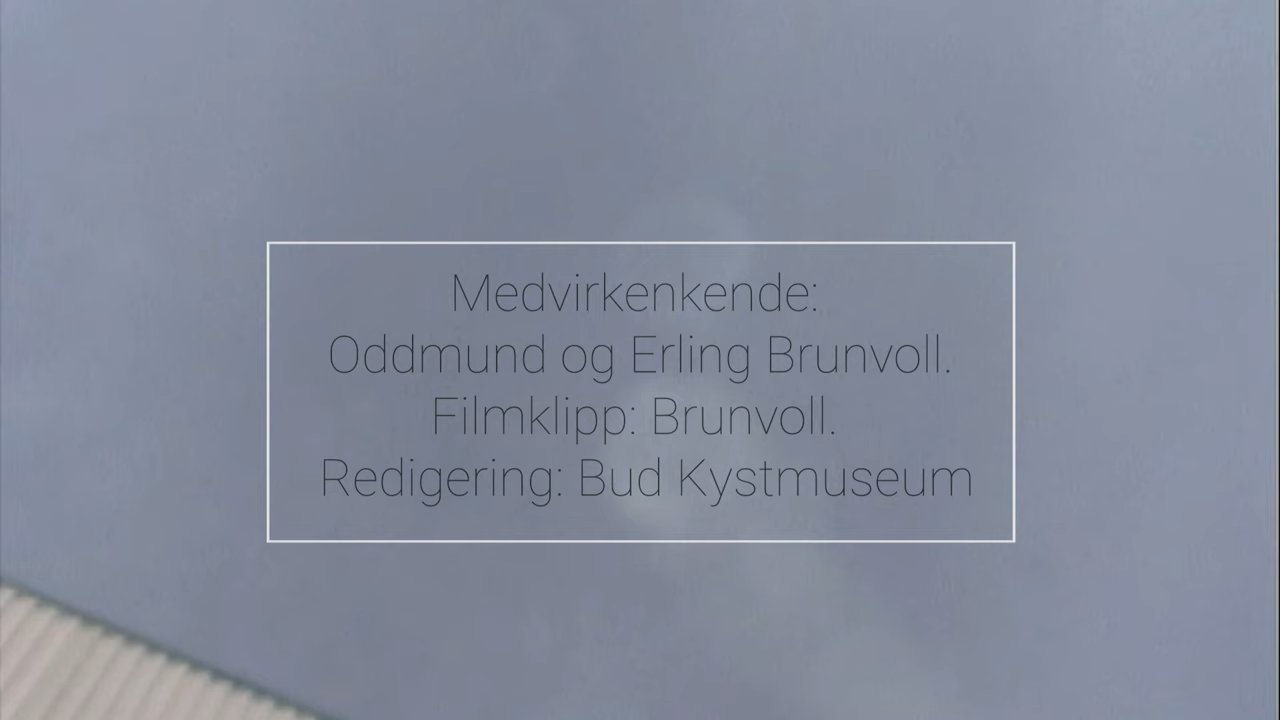 Medvirkenkende:
Oddmund og Erling Brunvoll.
Filmklipp: Brunvoll.
Redigering: Bud Kystmuseum